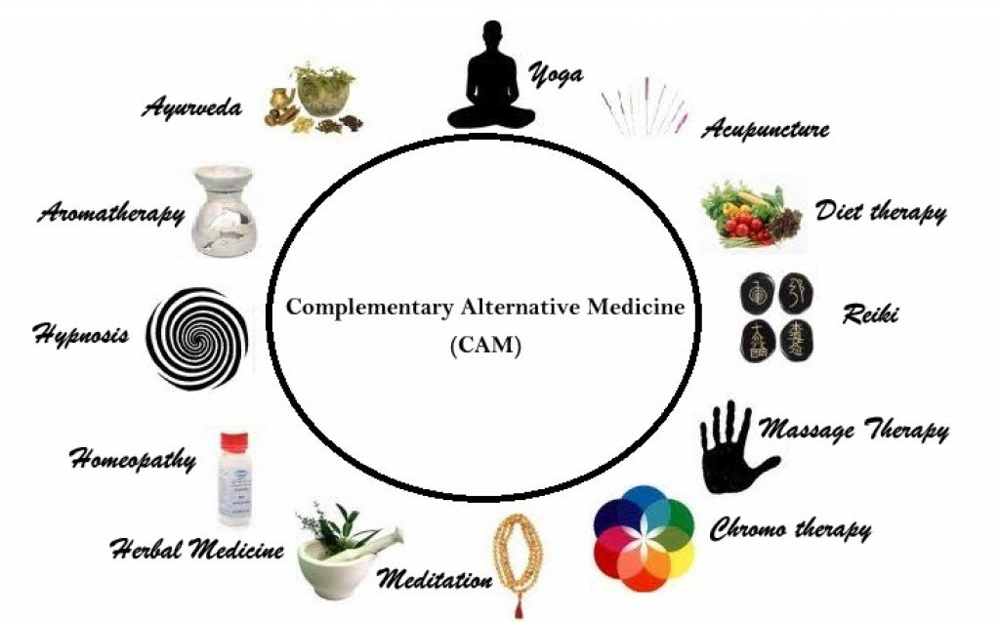 Yoga
Ayurveda
Acupuncture
Aromatherapy
Diet therapy
Complementary Alternative Medicine
(CAM)
Reiki
Hypnosis
Massage Therapy
Homeopathy
Chromo therapy
Herbal Medicine
Meditation